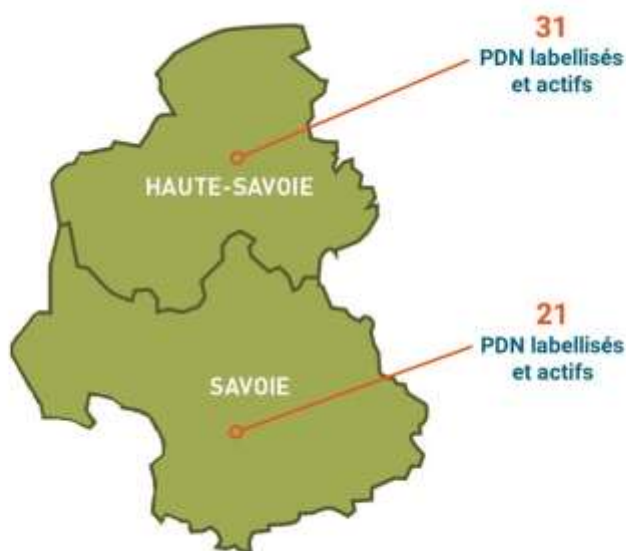 31
PDN labellisés
et actifs
HAUTE-SAVOIE
21
PDN labellisés
et actifs
SAVOIE